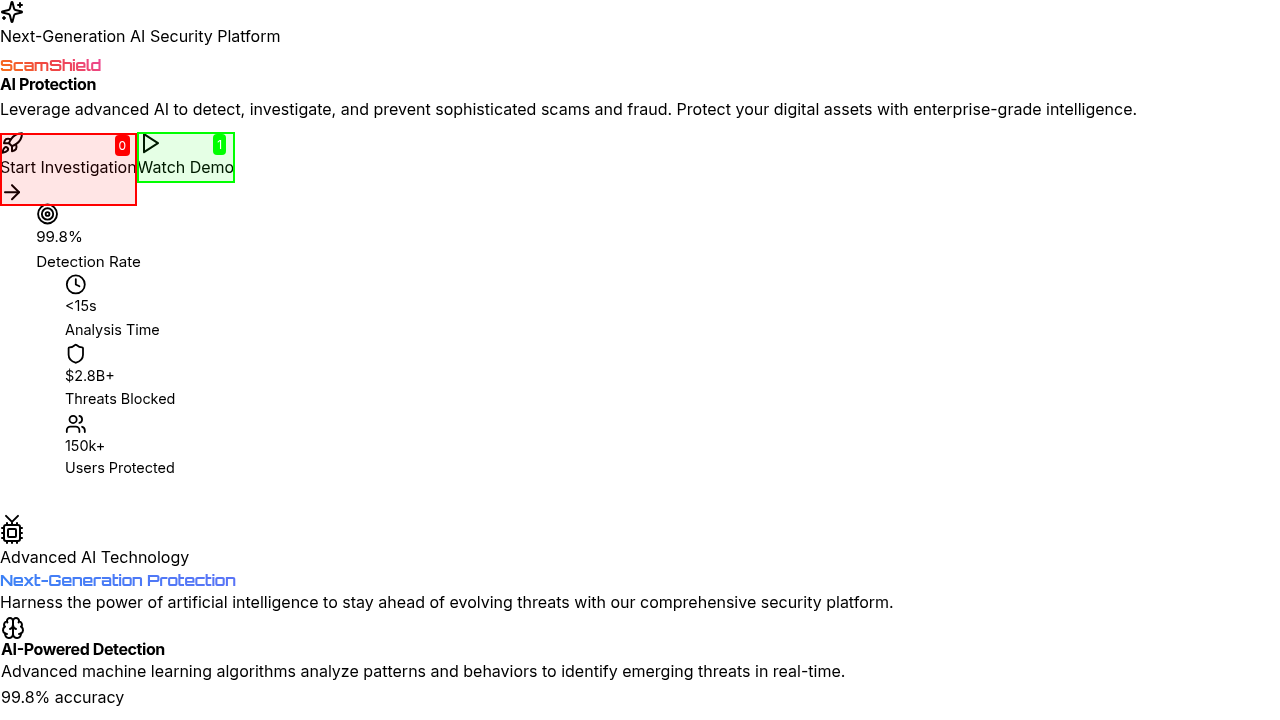 Next-Generation AI Security Platform
ScamShield
AI Protection
Leverage advanced AI to detect, investigate, and prevent sophisticated scams and fraud. Protect your digital assets with enterprise-grade intelligence.
0
1
Start Investigation
Watch Demo
99.8%
Detection Rate
<15s
Analysis Time
$2.8B+
Threats Blocked
150k+
Users Protected
Advanced AI Technology
Next-Generation Protection
Harness the power of artificial intelligence to stay ahead of evolving threats with our comprehensive security platform.
AI-Powered Detection
Advanced machine learning algorithms analyze patterns and behaviors to identify emerging threats in real-time.
99.8% accuracy